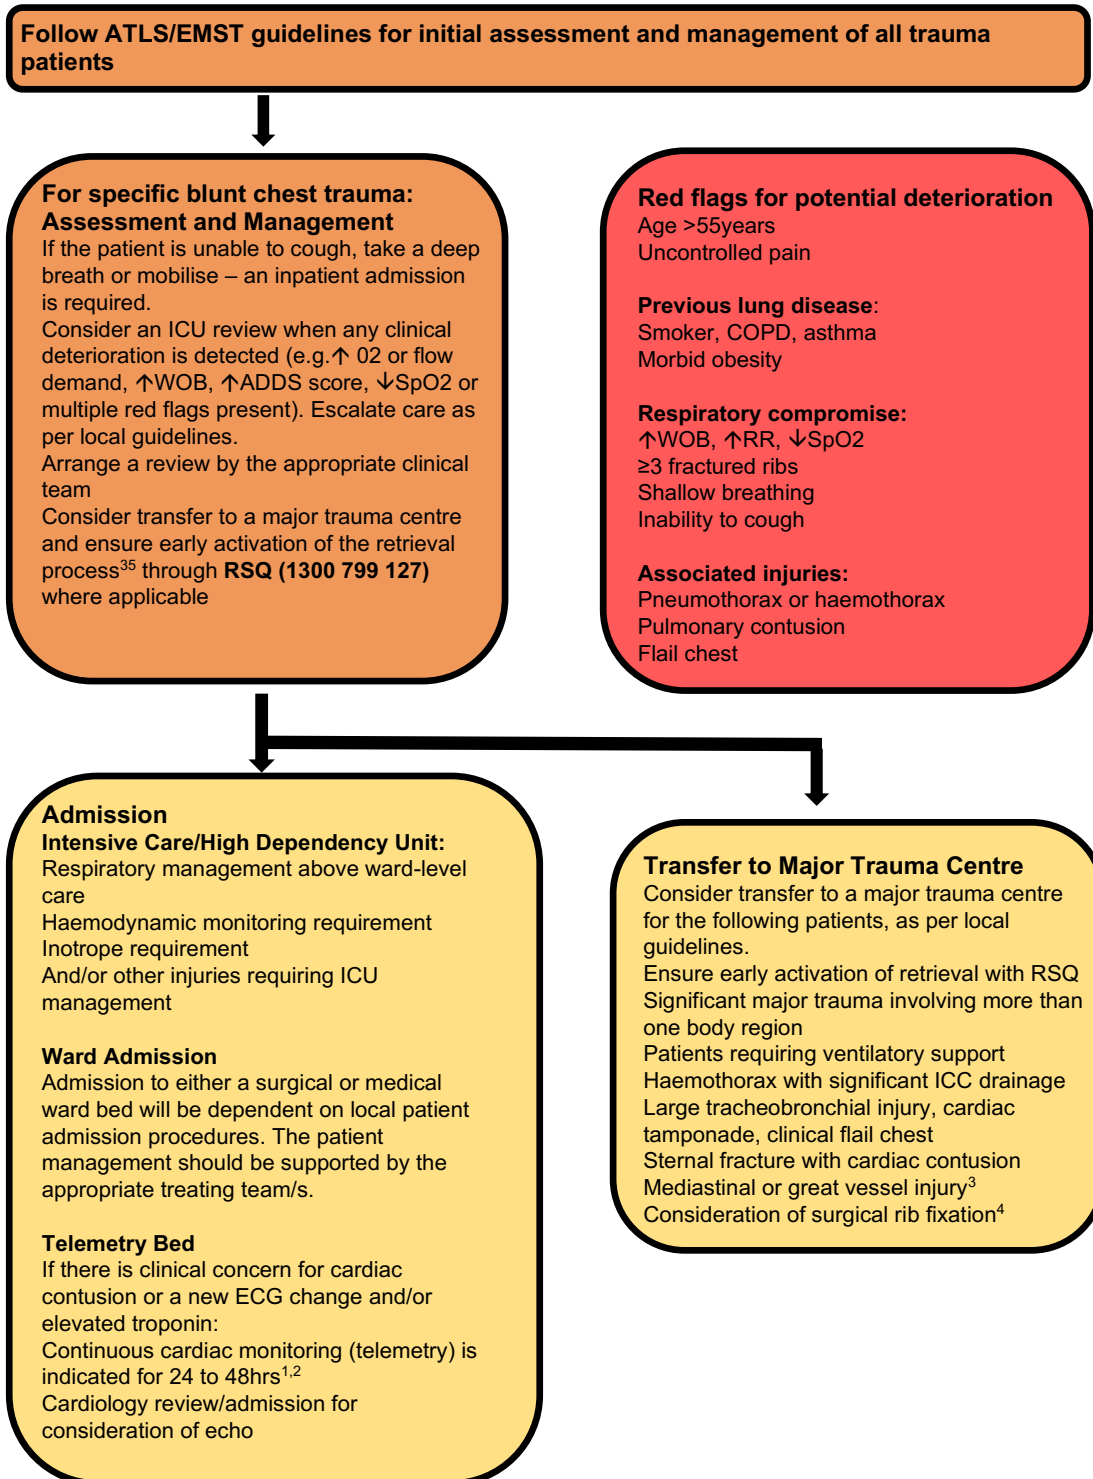 Follow ATLS/EMST guidelines for initial assessment and management of all trauma
patients
For specific blunt chest trauma:
Assessment and Management
If the patient is unable to cough, take a deep
breath or mobilise – an inpatient admission
is required.
Consider an ICU review when any clinical
deterioration is detected (e.g.↑ 02 or flow
demand, ↑WOB, ↑ADDS score, ↓SpO2 or
multiple red flags present). Escalate care as
per local guidelines.
Arrange a review by the appropriate clinical
team
Consider transfer to a major trauma centre
and ensure early activation of the retrieval
process³⁵ through RSQ (1300 799 127)
where applicable
Red flags for potential deterioration
Age >55years
Uncontrolled pain
Previous lung disease:
Smoker, COPD, asthma
Morbid obesity
Respiratory compromise:
↑WOB, ↑RR, ↓SpO2
≥3 fractured ribs
Shallow breathing
Inability to cough
Associated injuries:
Pneumothorax or haemothorax
Pulmonary contusion
Flail chest
Admission
Intensive Care/High Dependency Unit:
Respiratory management above ward-level
care
Haemodynamic monitoring requirement
Inotrope requirement
And/or other injuries requiring ICU
management
Ward Admission
Admission to either a surgical or medical
ward bed will be dependent on local patient
admission procedures. The patient
management should be supported by the
appropriate treating team/s.
Telemetry Bed
If there is clinical concern for cardiac
contusion or a new ECG change and/or
elevated troponin:
Continuous cardiac monitoring (telemetry) is
indicated for 24 to 48hrs¹,²
Cardiology review/admission for
consideration of echo
Transfer to Major Trauma Centre
Consider transfer to a major trauma centre
for the following patients, as per local
guidelines.
Ensure early activation of retrieval with RSQ
Significant major trauma involving more than
one body region
Patients requiring ventilatory support
Haemothorax with significant ICC drainage
Large tracheobronchial injury, cardiac
tamponade, clinical flail chest
Sternal fracture with cardiac contusion
Mediastinal or great vessel injury³
Consideration of surgical rib fixation⁴